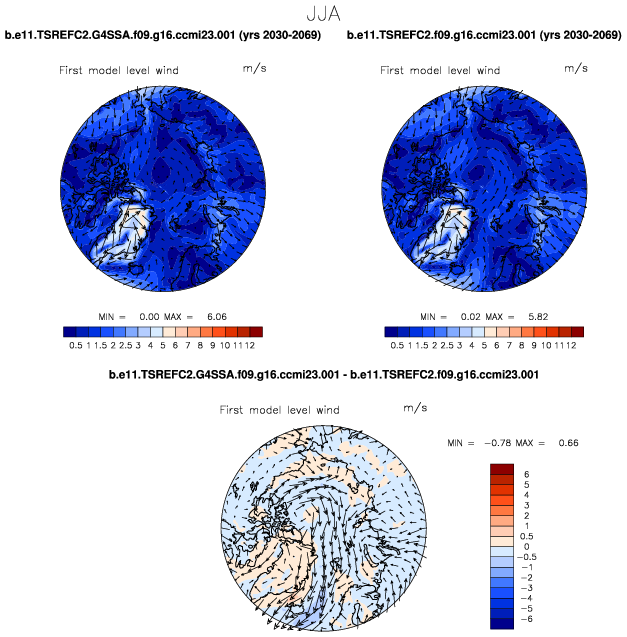 JJA
b.e11.TSREFC2.G4SSA.f09.g16.ccmi23.001 (yrs 2030-2069)
b.e11.TSREFC2.f09.g16.ccmi23.001 (yrs 2030-2069)
First model level wind m/s
First model level wind m/s
MIN = 0.00 MAX = 6.06
MIN = 0.02 MAX = 5.82
0.5 1 1.5 2 2.5 3 4 5 6 7 8 9 10 11 12
0.5 1 1.5 2 2.5 3 4 5 6 7 8 9 10 11 12
b.e11.TSREFC2.G4SSA.f09.g16.ccmi23.001 - b.e11.TSREFC2.f09.g16.ccmi23.001
First model level wind m/s
MIN = -0.78 MAX = 0.66
6
5
4
3
2
1
0.5
0
-0.5
-1
-2
-3
-4
-5
-6